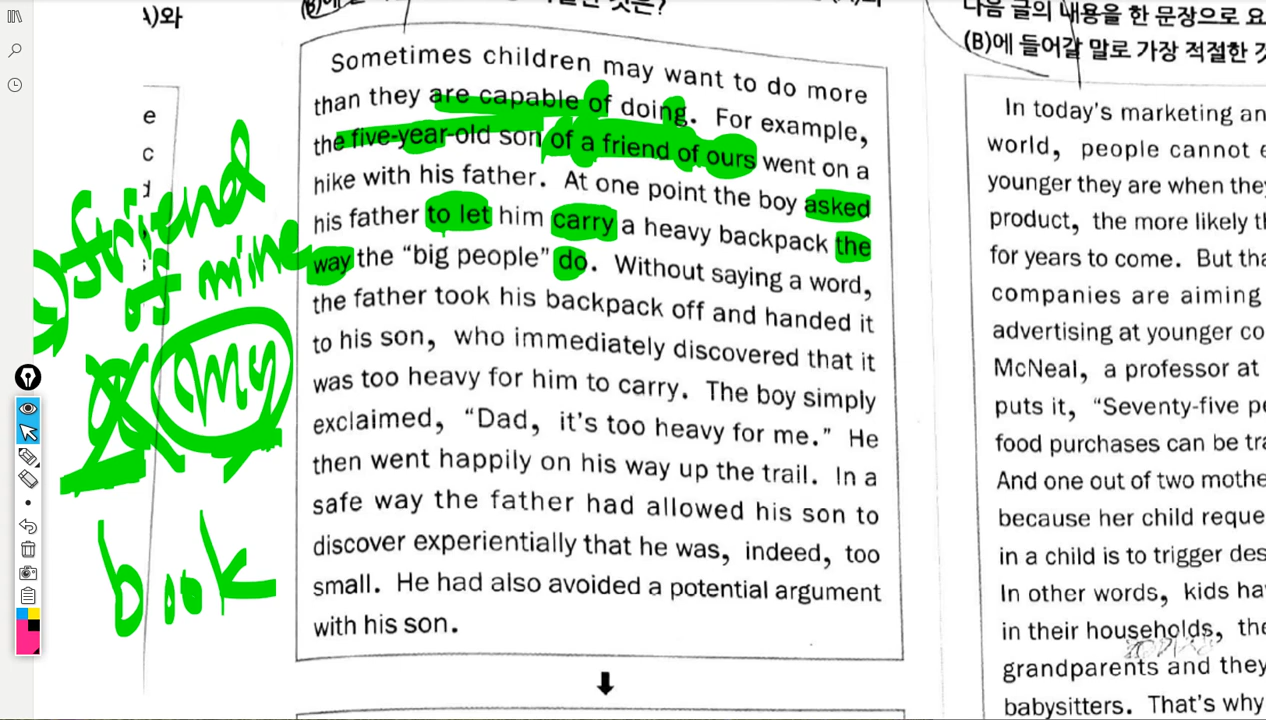 )와
(B)
것은?
Sometimes children may want to do more
than they are capable of doing. For example,
the five-year-old son of a friend of ours went on a
hike with his father. At one point the boy asked
his father to let him carry a heavy backpack the
way the “big people” do. Without saying a word,
the father took his backpack off and handed it
to his son, who immediately discovered that it
was too heavy for him to carry. The boy simply
exclaimed, “Dad, it's too heavy for me.” He
then went happily on his way up the trail. In a
safe way the father had allowed his son to
discover experientially that he was, indeed, too
small. He had also avoided a potential argument
with his son.
e
c
friend
of mine
my
book
다음 글의 내용을 한 문장으로 요
(B)에 들어갈 말로 가장 적절한
In today's marketing an
world, people cannot e
younger they are when they
product, the more likely th
for years to come. But tha
companies are aiming
advertising at younger co
McNeal, a professor at
puts it, “Seventy-five pe
food purchases can be tra
And one out of two mothe
because her child reque
in a child is to trigger des
In other words, kids ha
in their households, the
grandparents and they
babysitters. That's why